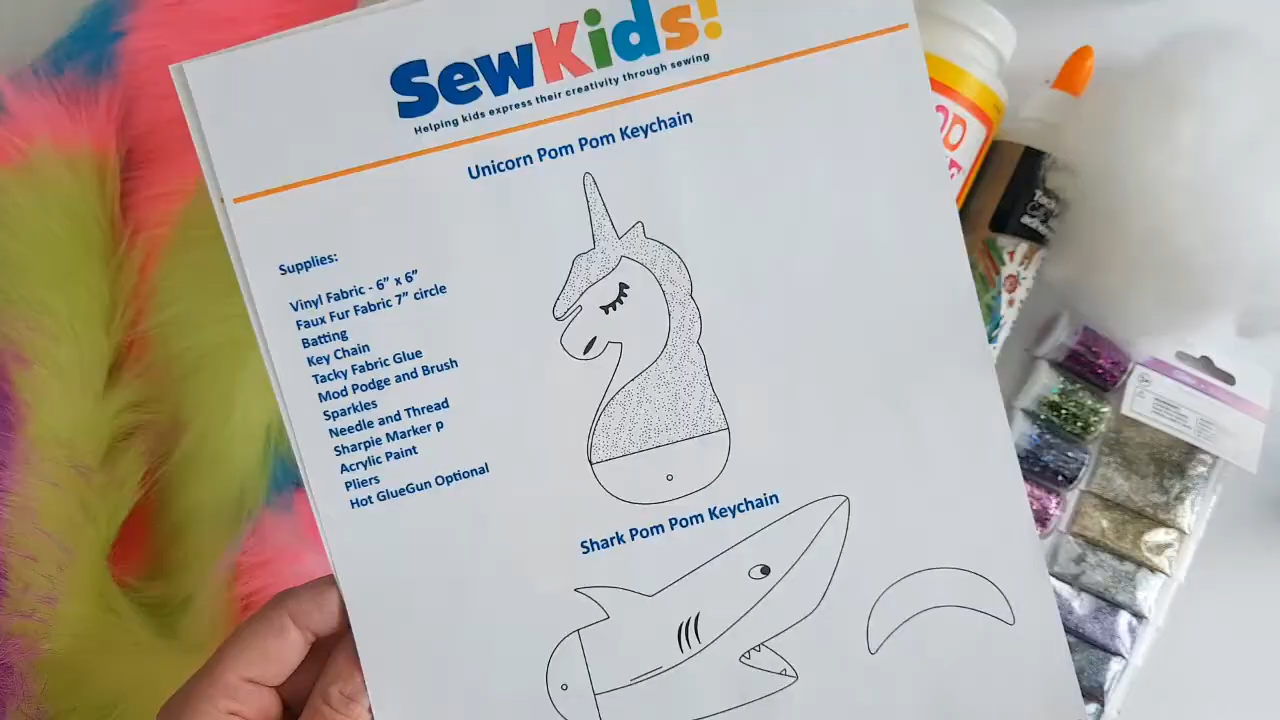 SewKids!
Helping kids express their creativity through sewing
Unicorn Pom Pom Keychain
Supplies:
Vinyl Fabric - 6” x 6”
Faux Fur Fabric 7” circle
Batting
Key Chain
Tacky Fabric Glue
Mod Podge and Brush
Sparkles
Needle and Thread
Sharpie Marker p
Acrylic Paint
Pliers
Hot GlueGun Optional
Shark Pom Pom Keychain